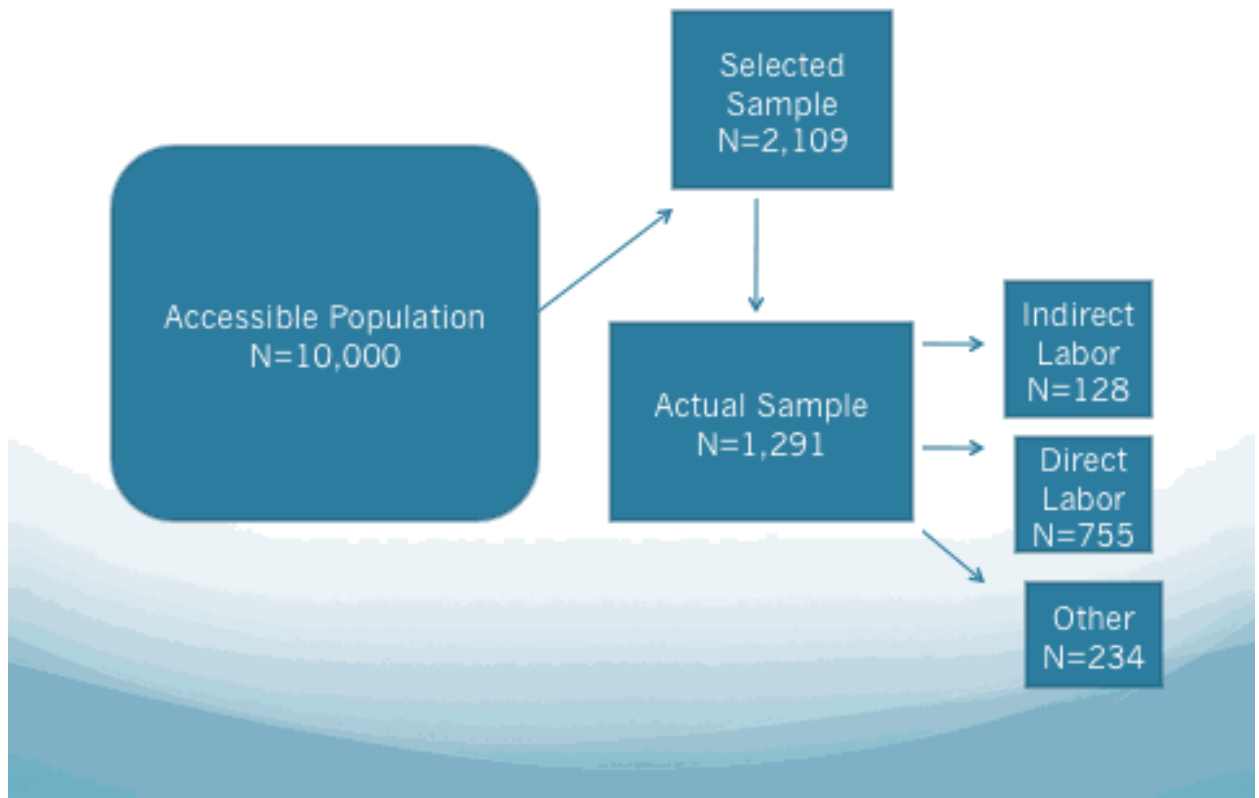 Selected
Sample
N=2,109
Accessible Population
N=10,000
Actual Sample
N=1,291
Indirect
Labor
N=128
Direct
Labor
N=755
Other
N=234